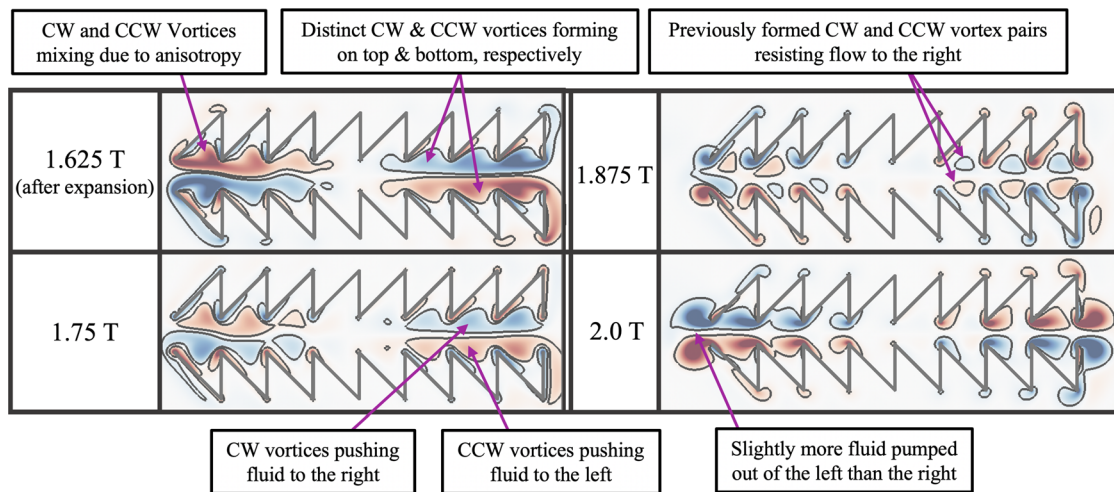 CW and CCW Vortices
mixing due to anisotropy
Distinct CW & CCW vortices forming
on top & bottom, respectively
Previously formed CW and CCW vortex pairs
resisting flow to the right
1.625 T
(after expansion)
1.875 T
1.75 T
2.0 T
CW vortices pushing
fluid to the right
CCW vortices pushing
fluid to the left
Slightly more fluid pumped
out of the left than the right